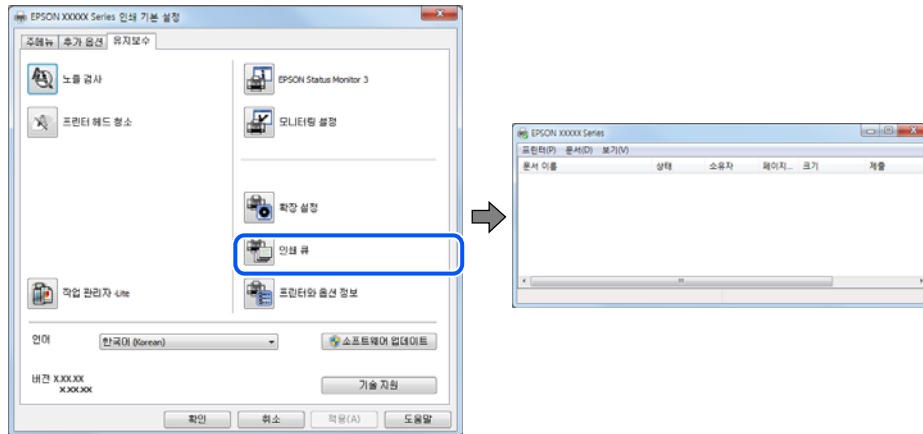 EPSON XXXXX Series 인쇄 기본 설정
주메뉴 추가 옵션 유지보수
노즐 검사
EPSON Status Monitor 3
프린터 헤드 청소
모니터링 설정
확장 설정
인쇄 큐
작업 관리자 -Lite
프린터와 옵션 정보
언어 한국어 (Korean) 소프트웨어 업데이트
버전 X.XX.XX
X.XX.XX
기술 지원
확인 취소 적용(A) 도움말
EPSON XXXXX Series
프린터(P) 문서(D) 보기(V)
문서 이름 상태 소유자 페이지... 크기 제출